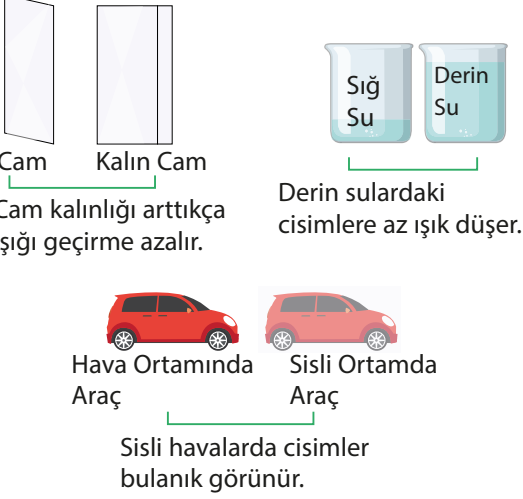 Cam
Kalın Cam
Cam kalınlığı arttıkça
ışığı geçirme azalır.
Sığ
Su
Derin
Su
Derin sulardaki
cisimlere az ışık düşer.
Hava Ortamında
Araç
Sisli Ortamda
Araç
Sisli havalarda cisimler
bulanık görünür.